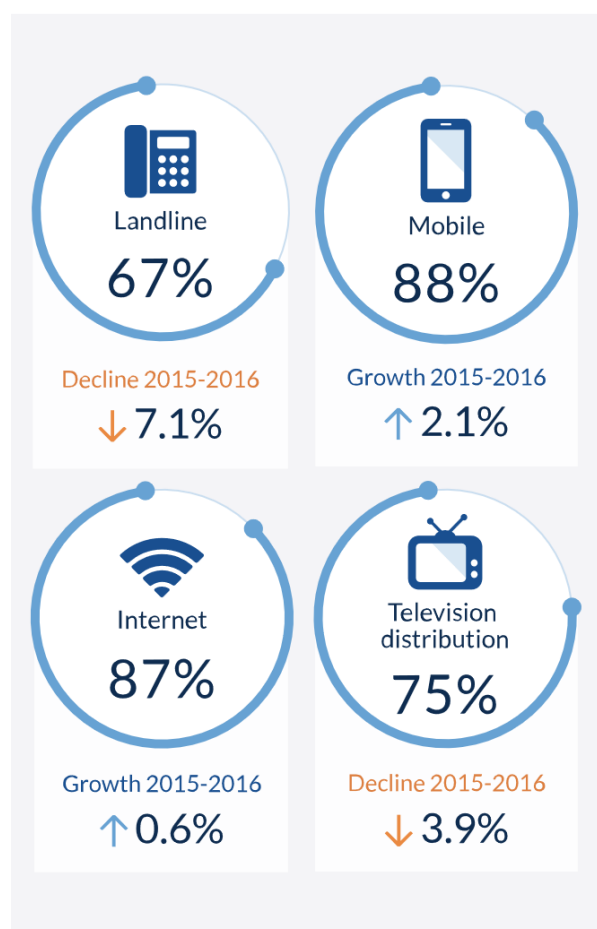 Landline
67%
Decline 2015-2016
↓ 7.1%
Mobile
88%
Growth 2015-2016
↑ 2.1%
Internet
87%
Growth 2015-2016
↑ 0.6%
Television
distribution
75%
Decline 2015-2016
↓ 3.9%